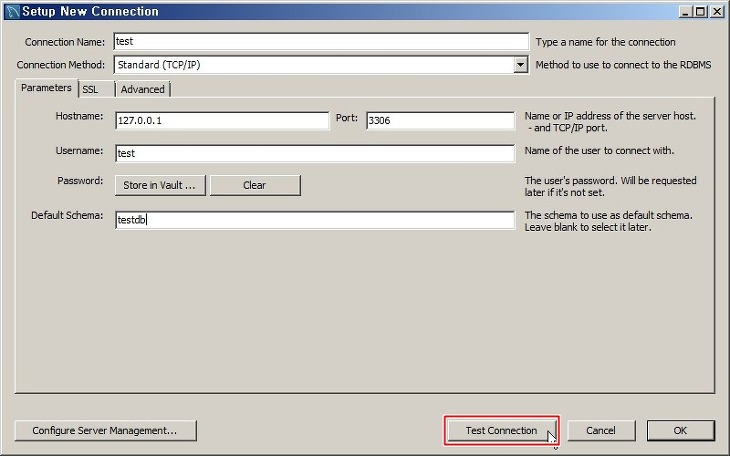 Setup New Connection
Connection Name: test Type a name for the connection
Connection Method: Standard (TCP/IP) Method to use to connect to the RDBMS
Parameters SSL Advanced
Hostname: 127.0.0.1 Port: 3306 Name or IP address of the server host.
- and TCP/IP port.
Username: test Name of the user to connect with.
Password: Store in Vault ... Clear The user's password. Will be requested
later if it's not set.
Default Schema: testdb The schema to use as default schema.
Leave blank to select it later.
Configure Server Management... Test Connection Cancel OK